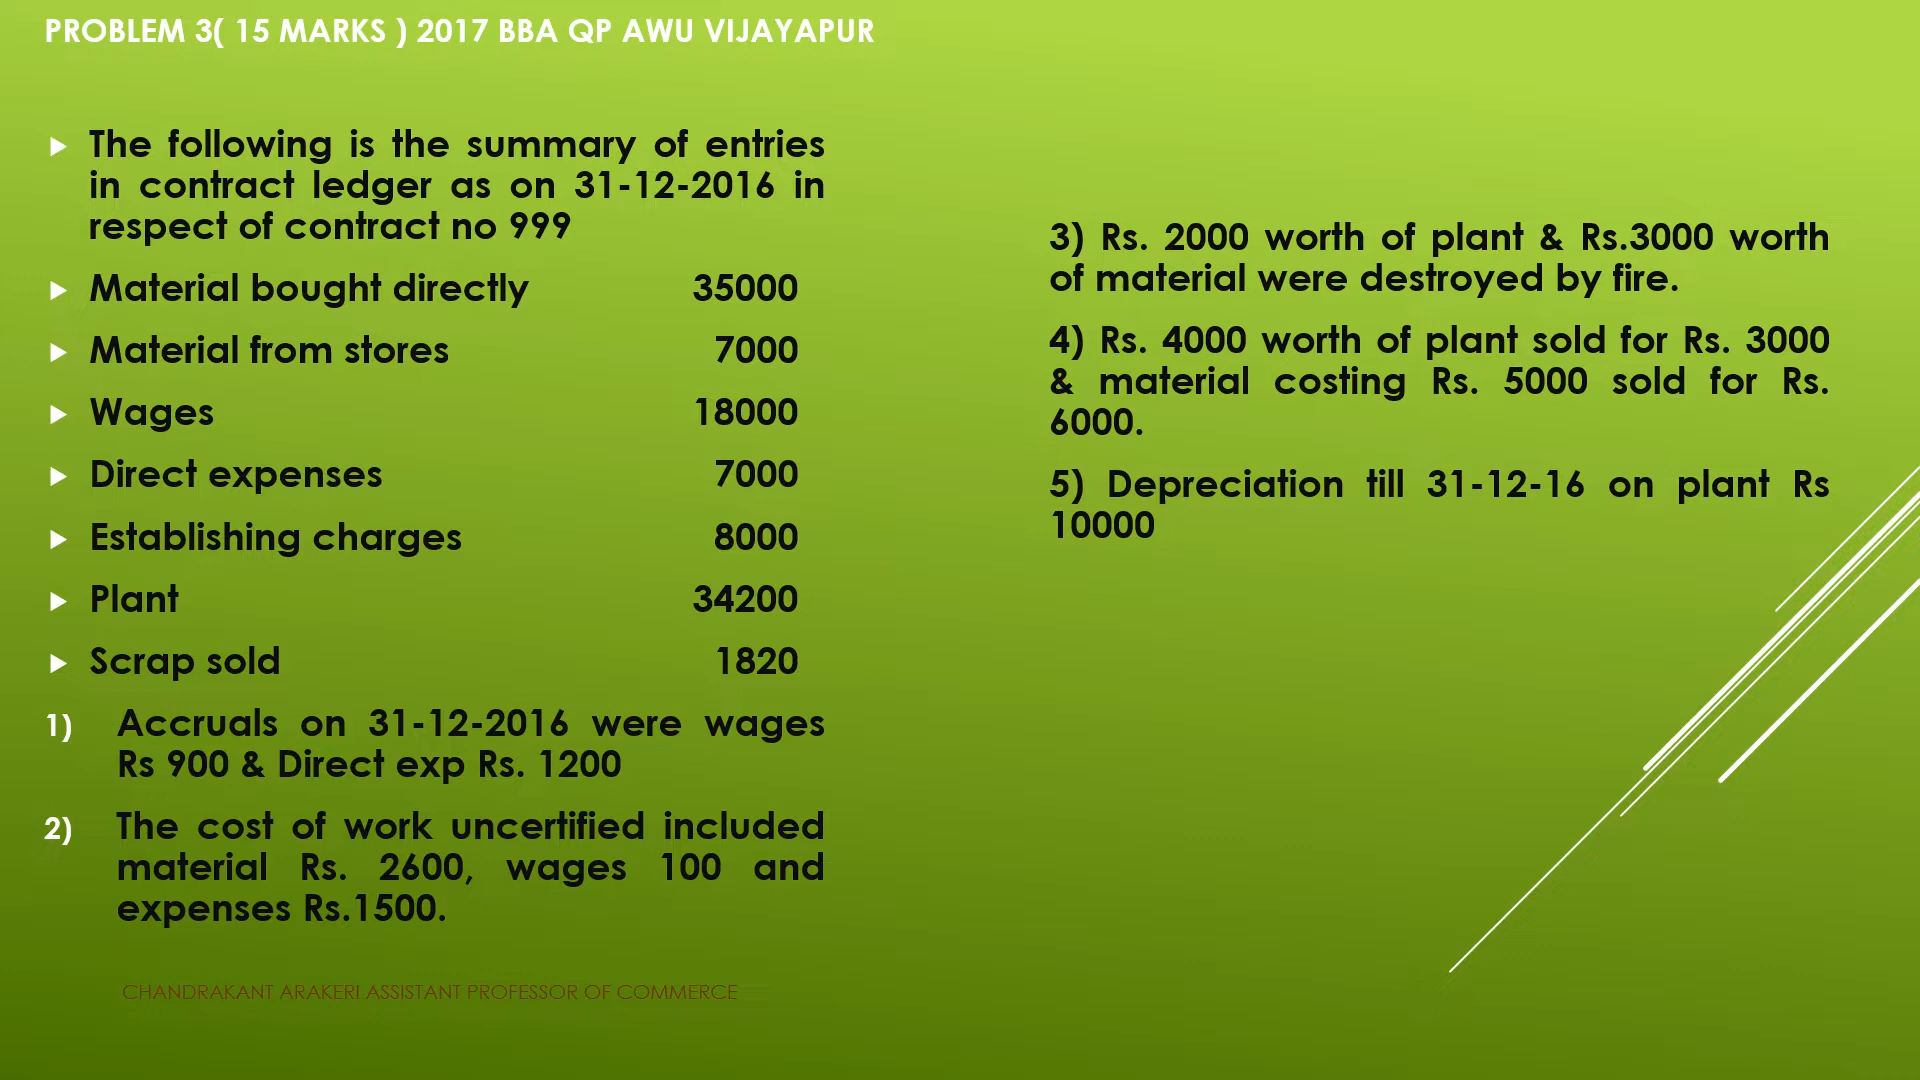 PROBLEM 3( 15 MARKS ) 2017 BBA QP AWU VIJAYAPUR
The following is the summary of entries
in contract ledger as on 31-12-2016 in
respect of contract no 999
Material bought directly 35000
Material from stores 7000
Wages 18000
Direct expenses 7000
Establishing charges 8000
Plant 34200
Scrap sold 1820
1) Accruals on 31-12-2016 were wages
Rs 900 & Direct exp Rs. 1200
2) The cost of work uncertified included
material Rs. 2600, wages 100 and
expenses Rs.1500.
3) Rs. 2000 worth of plant & Rs.3000 worth
of material were destroyed by fire.
4) Rs. 4000 worth of plant sold for Rs. 3000
& material costing Rs. 5000 sold for Rs.
6000.
5) Depreciation till 31-12-16 on plant Rs
10000
CHANDRAKANT ARAKERI ASSISTANT PROFESSOR OF COMMERCE